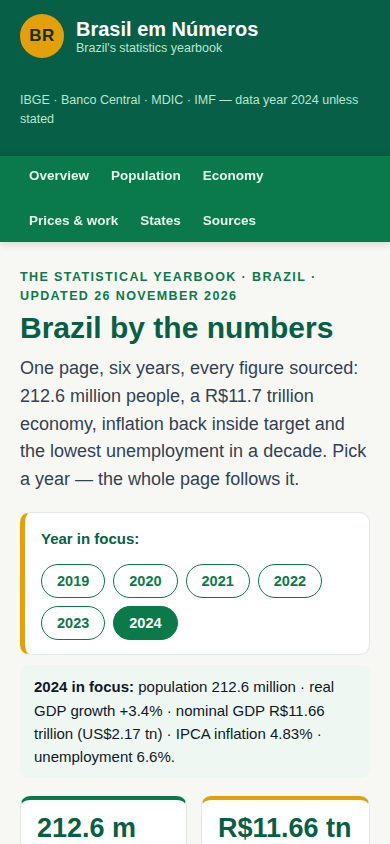 BR
Brasil em Números
Brazil's statistics yearbook
IBGE · Banco Central · MDIC · IMF — data year 2024 unless
stated
Overview Population Economy
Prices & work States Sources
THE STATISTICAL YEARBOOK · BRAZIL ·
UPDATED 26 NOVEMBER 2026
Brazil by the numbers
One page, six years, every figure sourced:
212.6 million people, a R$11.7 trillion
economy, inflation back inside target and
the lowest unemployment in a decade. Pick
a year — the whole page follows it.
Year in focus:
2019 2020 2021 2022
2023 2024
2024 in focus: population 212.6 million · real
GDP growth +3.4% · nominal GDP R$11.66
trillion (US$2.17 tn) · IPCA inflation 4.83% ·
unemployment 6.6%.
212.6 m R$11.66 tn